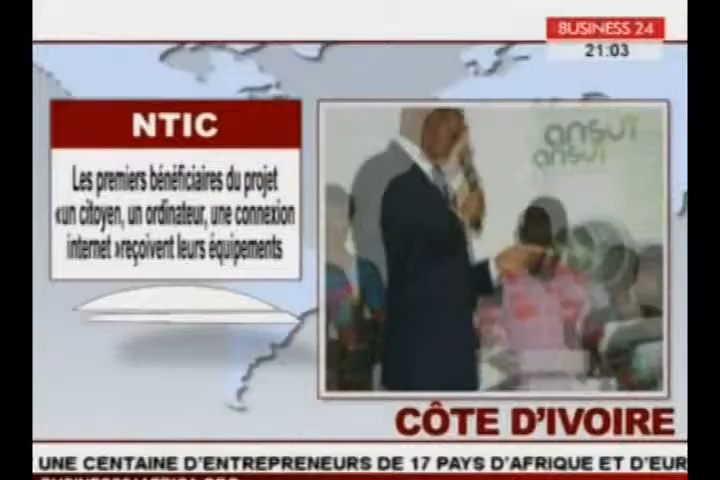 BUSINESS 24
21:03
NTIC
Les premiers bénéficiaires du projet
«un citoyen, un ordinateur, une connexion
internet »reçoivent leurs équipements
ansut
ansut
CÔTE D'IVOIRE
UNE CENTAINE D'ENTREPRENEURS DE 17 PAYS D'AFRIQUE ET D'EUR